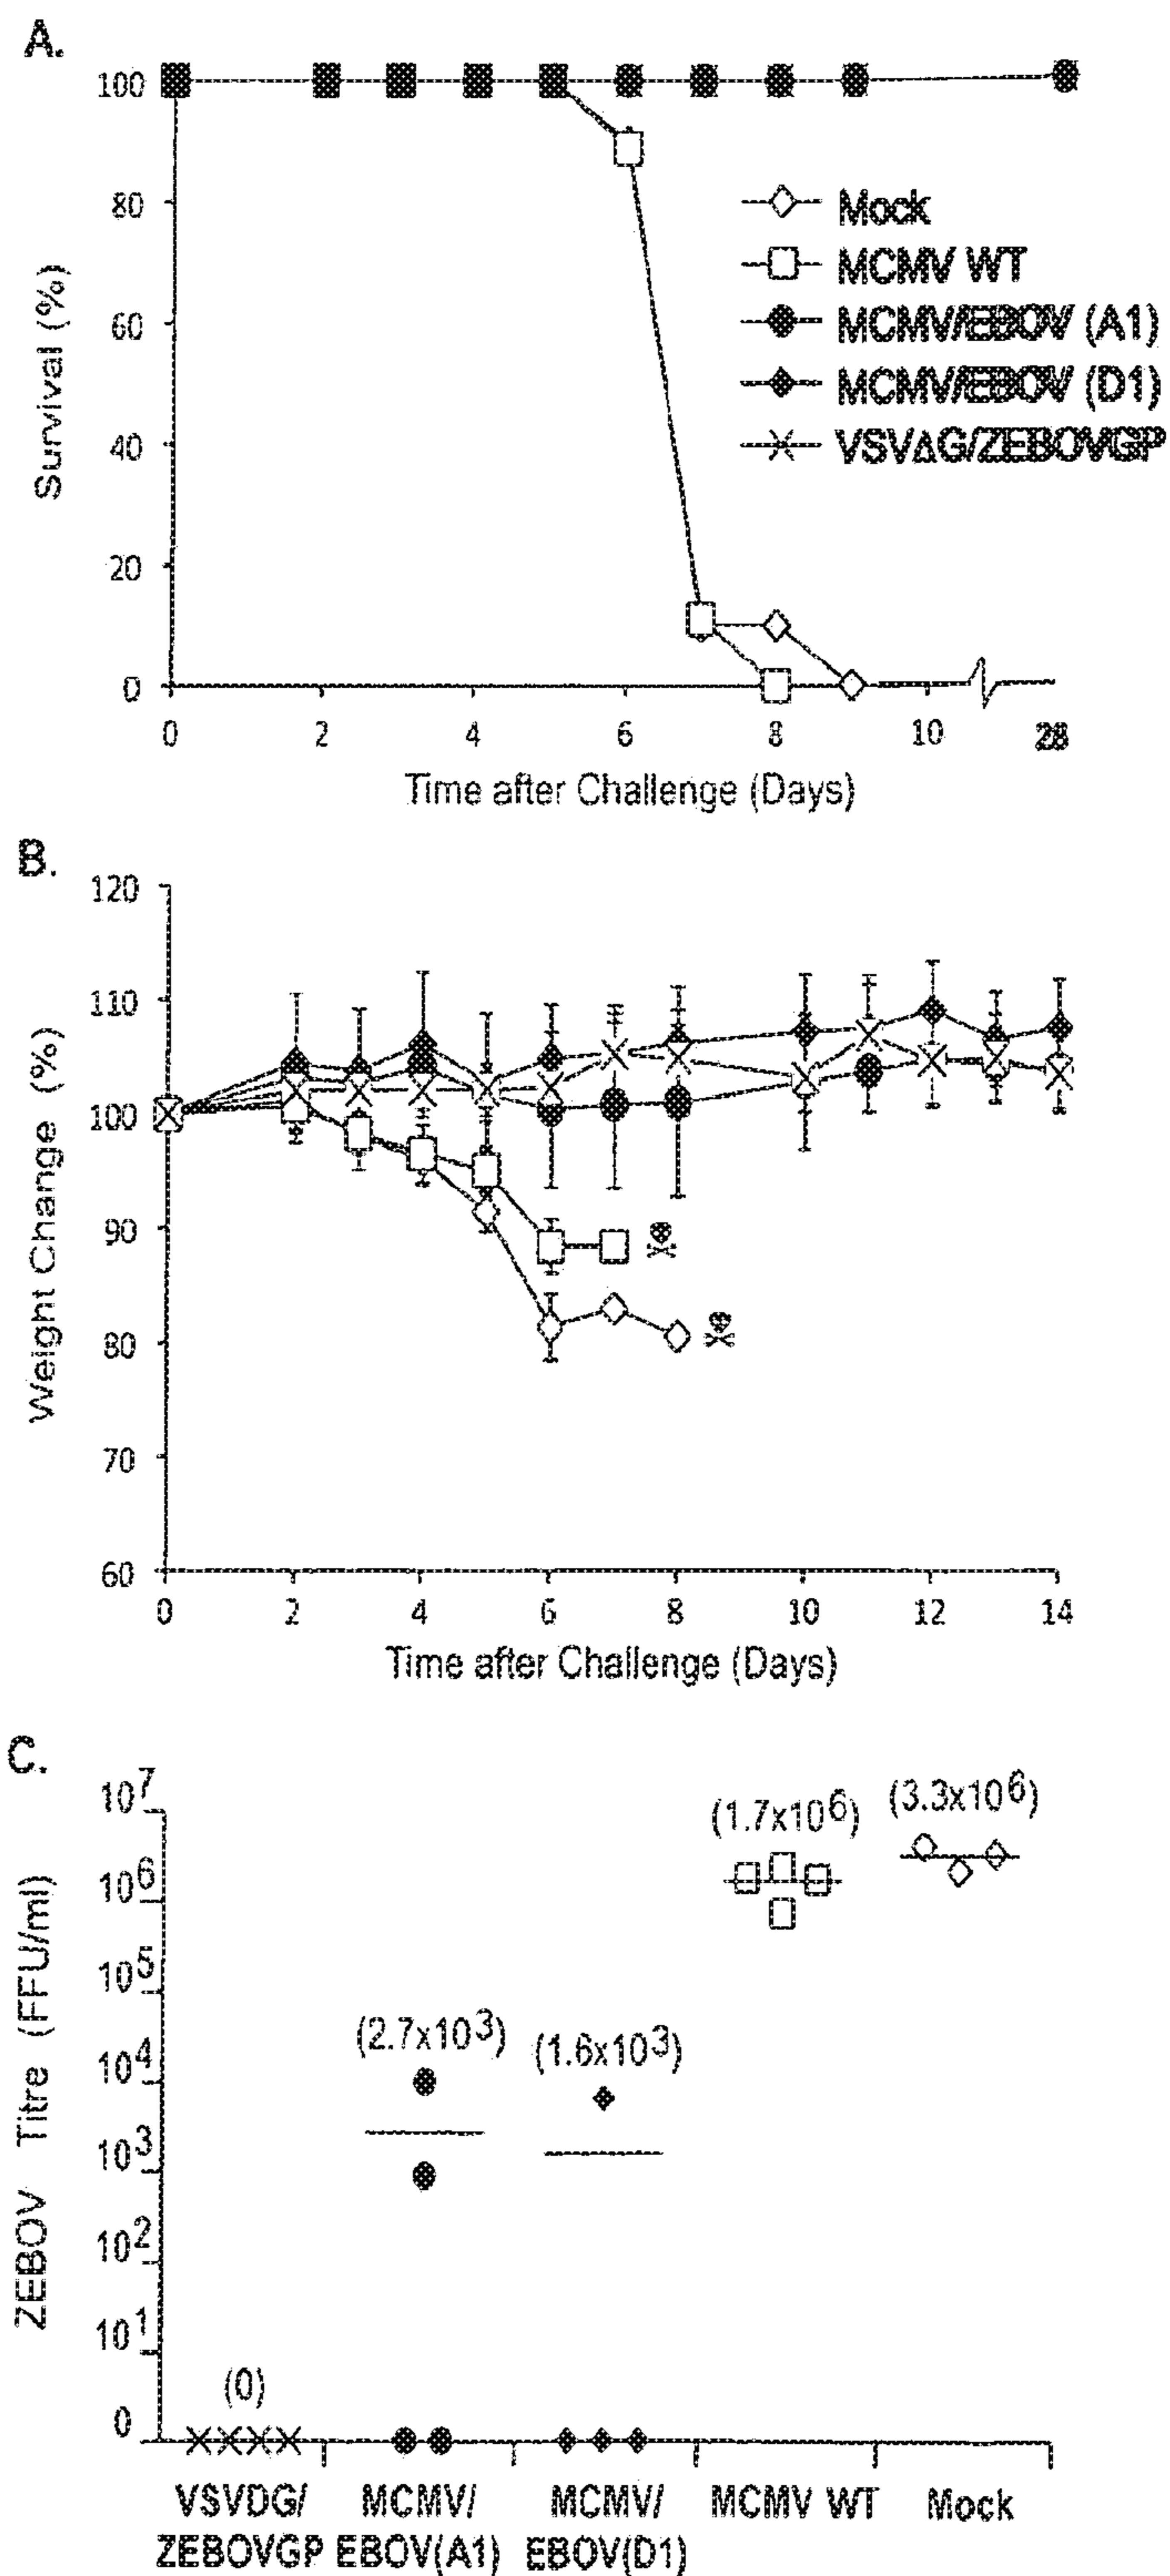 A.
100
80
60
40
20
0
Survival (%)
Mock
MCMV WT
MCMV/EBOV (A1)
MCMV/EBOV (D1)
VSVΔG/ZEBOVGP
0 2 4 6 8 10 28
Time after Challenge (Days)
B.
120
110
100
90
80
70
60
Weight Change (%)
0 2 4 6 8 10 12 14
Time after Challenge (Days)
C.
10⁷
10⁶
10⁵
10⁴
10³
10²
10¹
0
ZEBOV Titre (FFU/ml)
(0)
(2.7x10³)
(1.6x10³)
(1.7x10⁶)
(3.3x10⁶)
VSVDG/
ZEBOVGP
MCMV/
EBOV(A1)
MCMV/
EBOV(D1)
MCMV WT
Mock